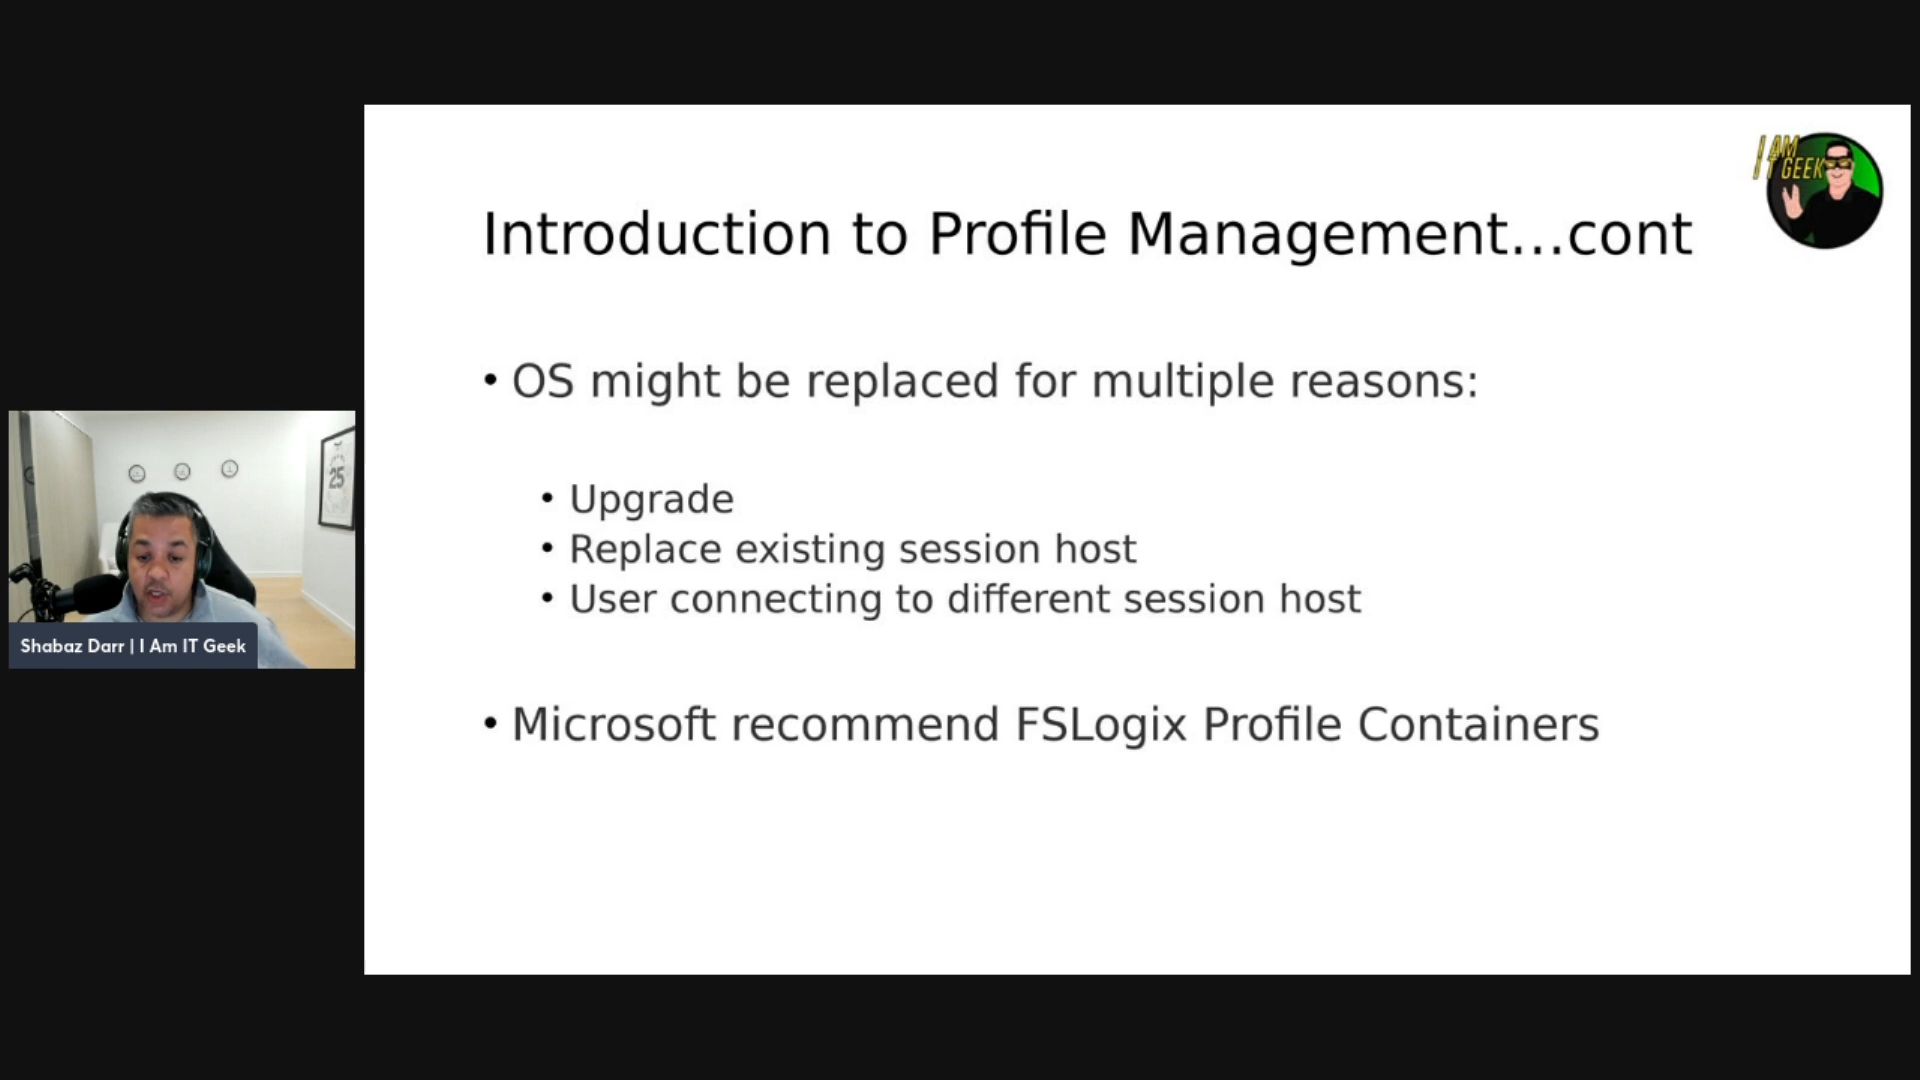 I AM
IT GEEK
Introduction to Profile Management...cont
• OS might be replaced for multiple reasons:
• Upgrade
• Replace existing session host
• User connecting to different session host
• Microsoft recommend FSLogix Profile Containers
25
Shabaz Darr | I Am IT Geek